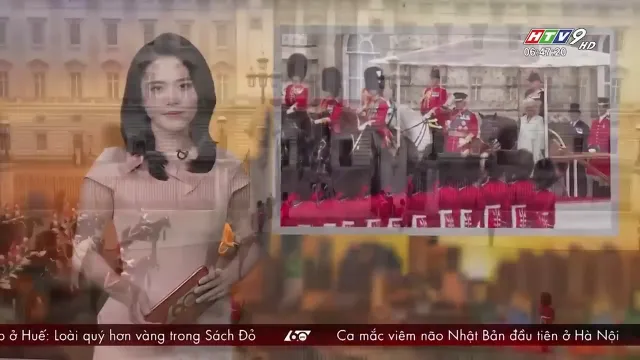 HTV9 HD
06:47:20
p ở Huế: Loài quý hơn vàng trong Sách Đỏ 60 Ca mắc viêm não Nhật Bản đầu tiên ở Hà Nội